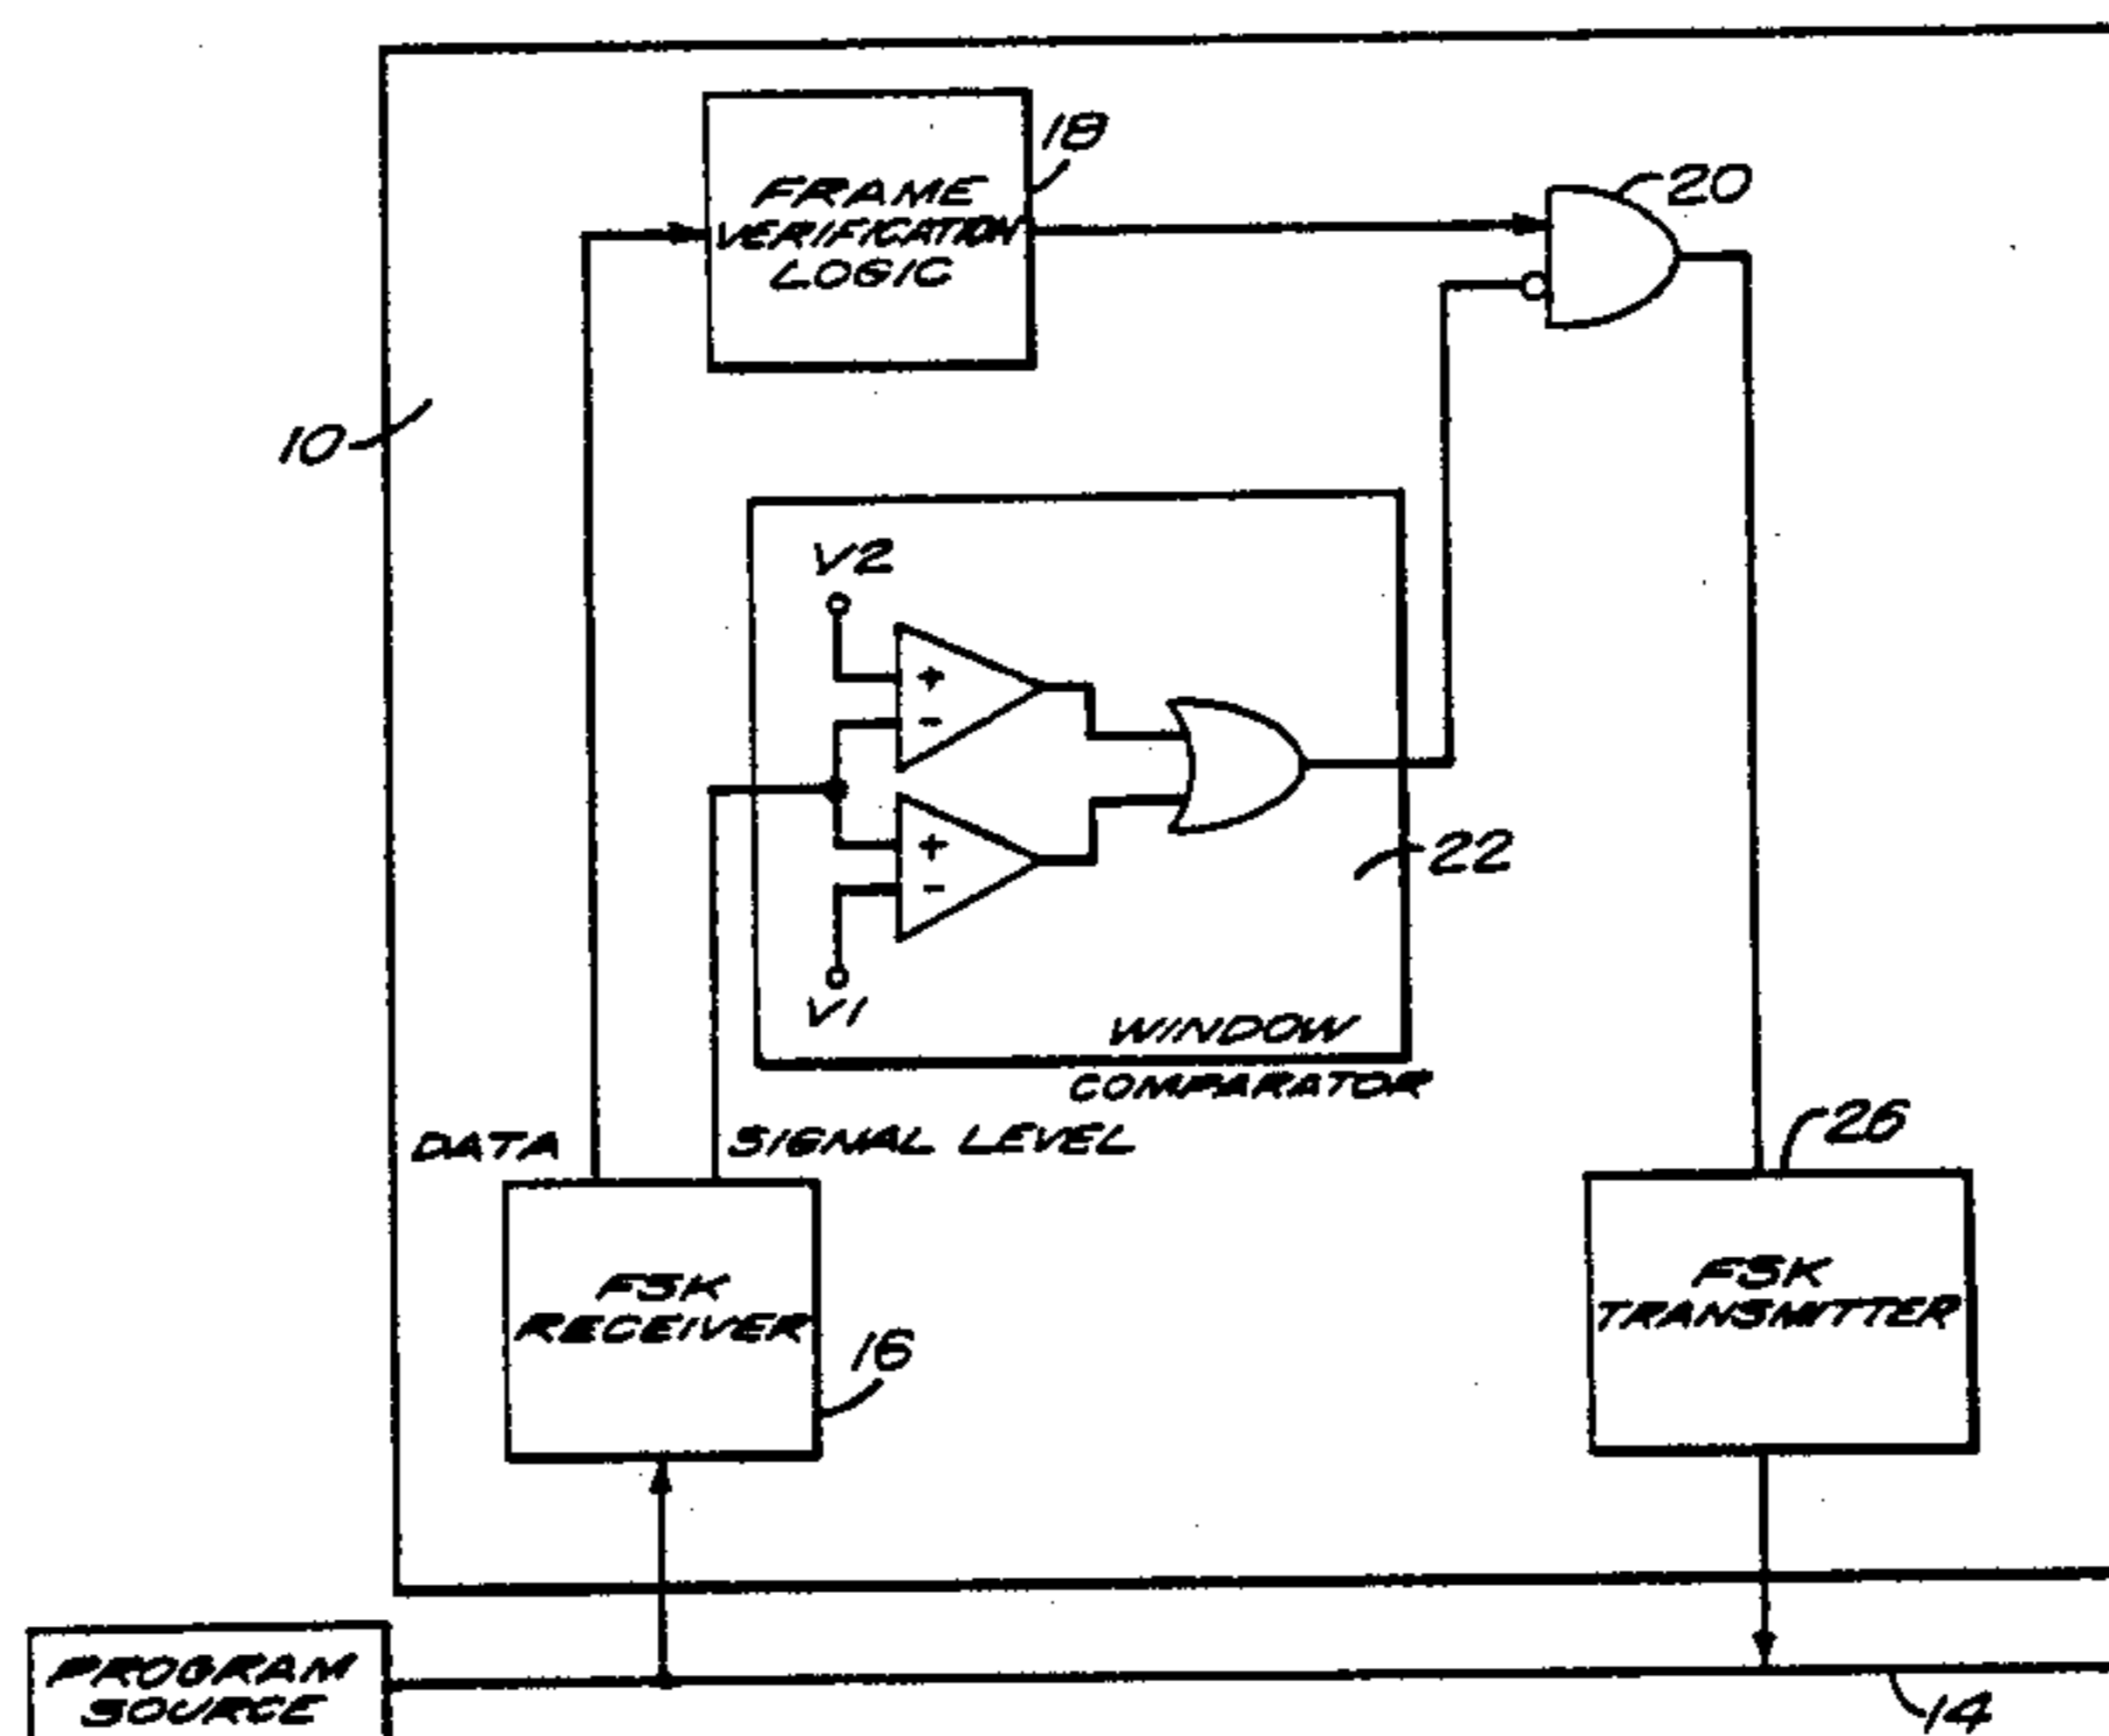 18
20
FRAME
VERIFICATION
LOGIC
10
V2
+
-
+
-
22
V1
WINDOW
COMPARATOR
DATA
SIGNAL LEVEL
26
FSK
RECEIVER
16
FSK
TRANSMITTER
PROGRAM
SOURCE
14